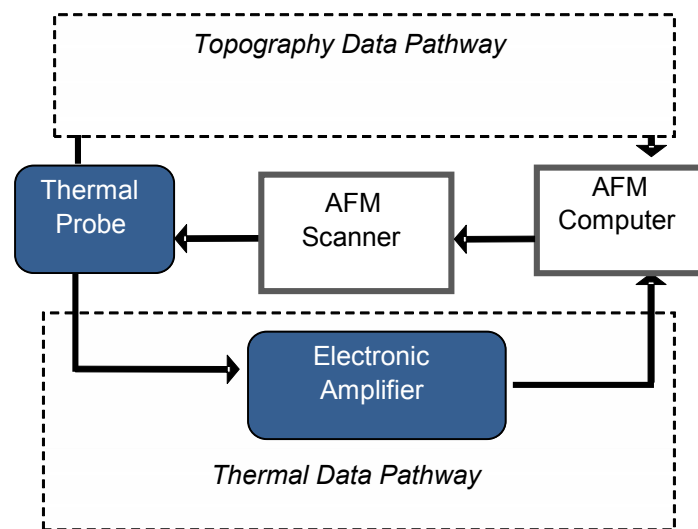 Topography Data Pathway
Thermal
Probe
AFM
Scanner
AFM
Computer
Electronic
Amplifier
Thermal Data Pathway